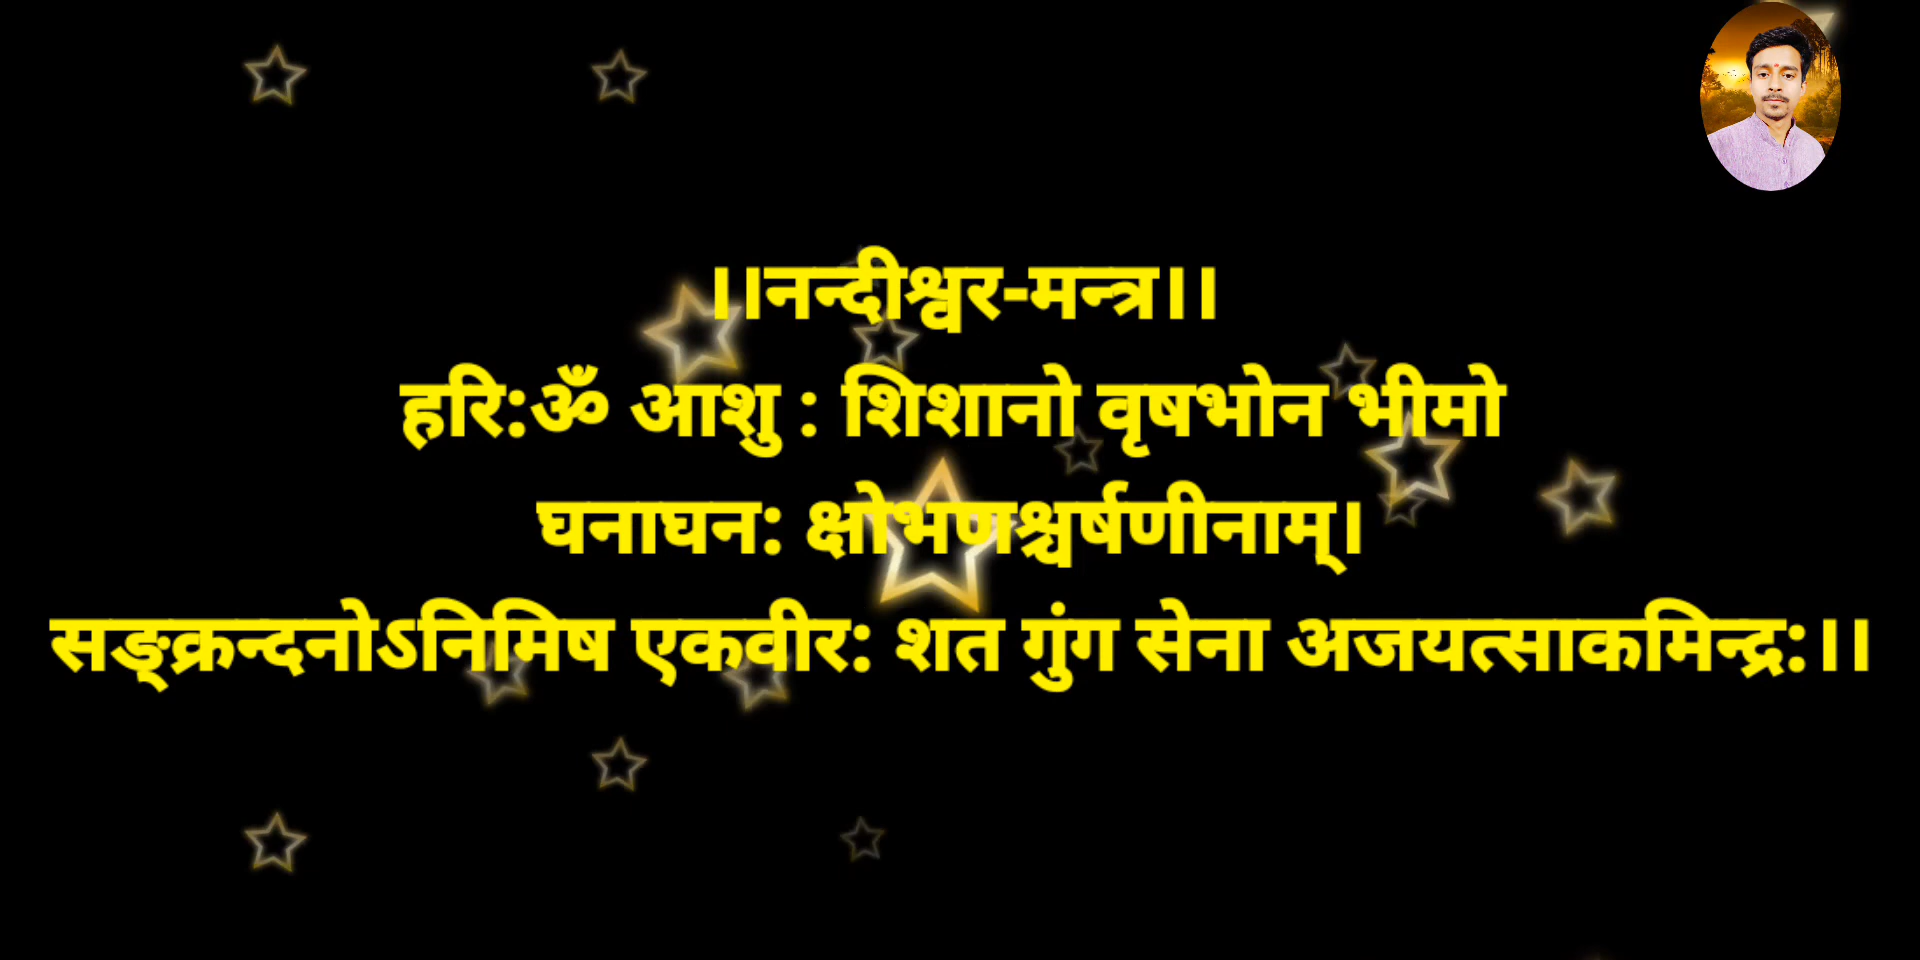 ।।नन्दीश्वर-मन्त्र।।
हरि:ॐ आशु : शिशानो वृषभोन भीमो
घनाघन: क्षोभणश्चर्षणीनाम्।
सङ्क्रन्दनोऽनिमिष एकवीर: शत गुंग सेना अजयत्साकमिन्द्र:।।